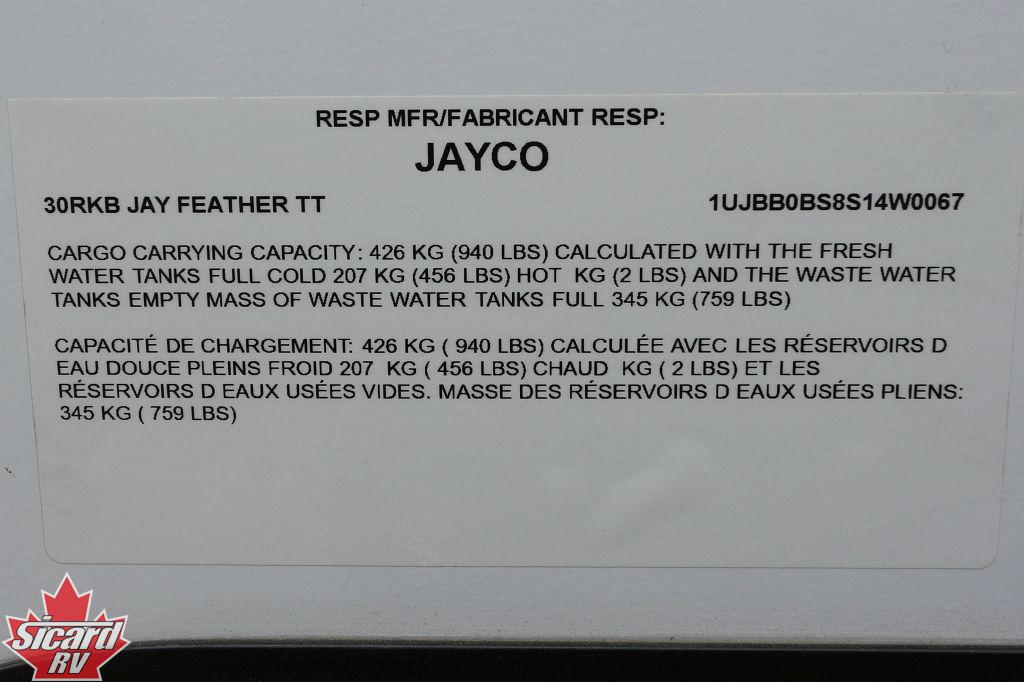 RESP MFR/FABRICANT RESP:
JAYCO
30RKB JAY FEATHER TT 1UJBB0BS8S14W0067
CARGO CARRYING CAPACITY: 426 KG (940 LBS) CALCULATED WITH THE FRESH
WATER TANKS FULL COLD 207 KG (456 LBS) HOT KG (2 LBS) AND THE WASTE WATER
TANKS EMPTY MASS OF WASTE WATER TANKS FULL 345 KG (759 LBS)
CAPACITÉ DE CHARGEMENT: 426 KG ( 940 LBS) CALCULÉE AVEC LES RÉSERVOIRS D
EAU DOUCE PLEINS FROID 207 KG ( 456 LBS) CHAUD KG ( 2 LBS) ET LES
RÉSERVOIRS D EAUX USÉES VIDES. MASSE DES RÉSERVOIRS D EAUX USÉES PLIENS:
345 KG ( 759 LBS)
Sicard
RV